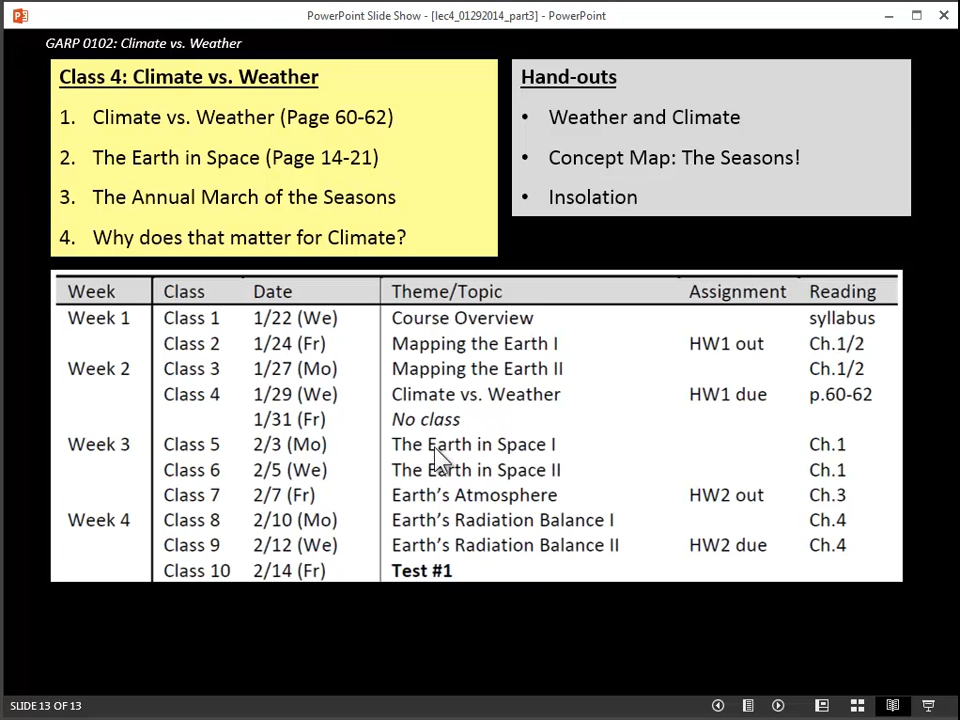 PowerPoint Slide Show - [lec4_01292014_part3] - PowerPoint
GARP 0102: Climate vs. Weather
Class 4: Climate vs. Weather
1. Climate vs. Weather (Page 60-62)
2. The Earth in Space (Page 14-21)
3. The Annual March of the Seasons
4. Why does that matter for Climate?
Hand-outs
• Weather and Climate
• Concept Map: The Seasons!
• Insolation
Week Class Date Theme/Topic Assignment Reading
Week 1 Class 1 1/22 (We) Course Overview syllabus
Class 2 1/24 (Fr) Mapping the Earth I HW1 out Ch.1/2
Week 2 Class 3 1/27 (Mo) Mapping the Earth II Ch.1/2
Class 4 1/29 (We) Climate vs. Weather HW1 due p.60-62
1/31 (Fr) No class
Week 3 Class 5 2/3 (Mo) The Earth in Space I Ch.1
Class 6 2/5 (We) The Earth in Space II Ch.1
Class 7 2/7 (Fr) Earth's Atmosphere HW2 out Ch.3
Week 4 Class 8 2/10 (Mo) Earth's Radiation Balance I Ch.4
Class 9 2/12 (We) Earth's Radiation Balance II HW2 due Ch.4
Class 10 2/14 (Fr) Test #1
SLIDE 13 OF 13